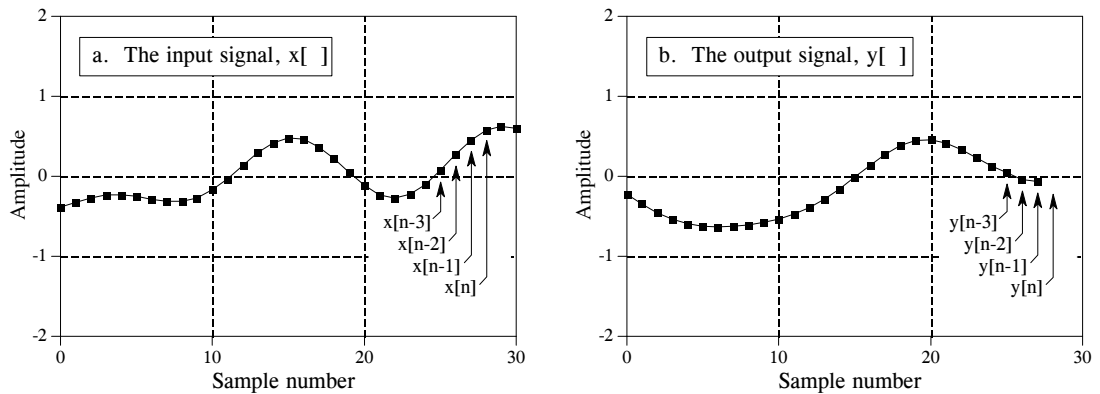 a. The input signal, x[ ]
2
1
0
-1
-2
Amplitude
x[n-3]
x[n-2]
x[n-1]
x[n]
0 10 20 30
Sample number
b. The output signal, y[ ]
2
1
0
-1
-2
Amplitude
y[n-3]
y[n-2]
y[n-1]
y[n]
0 10 20 30
Sample number